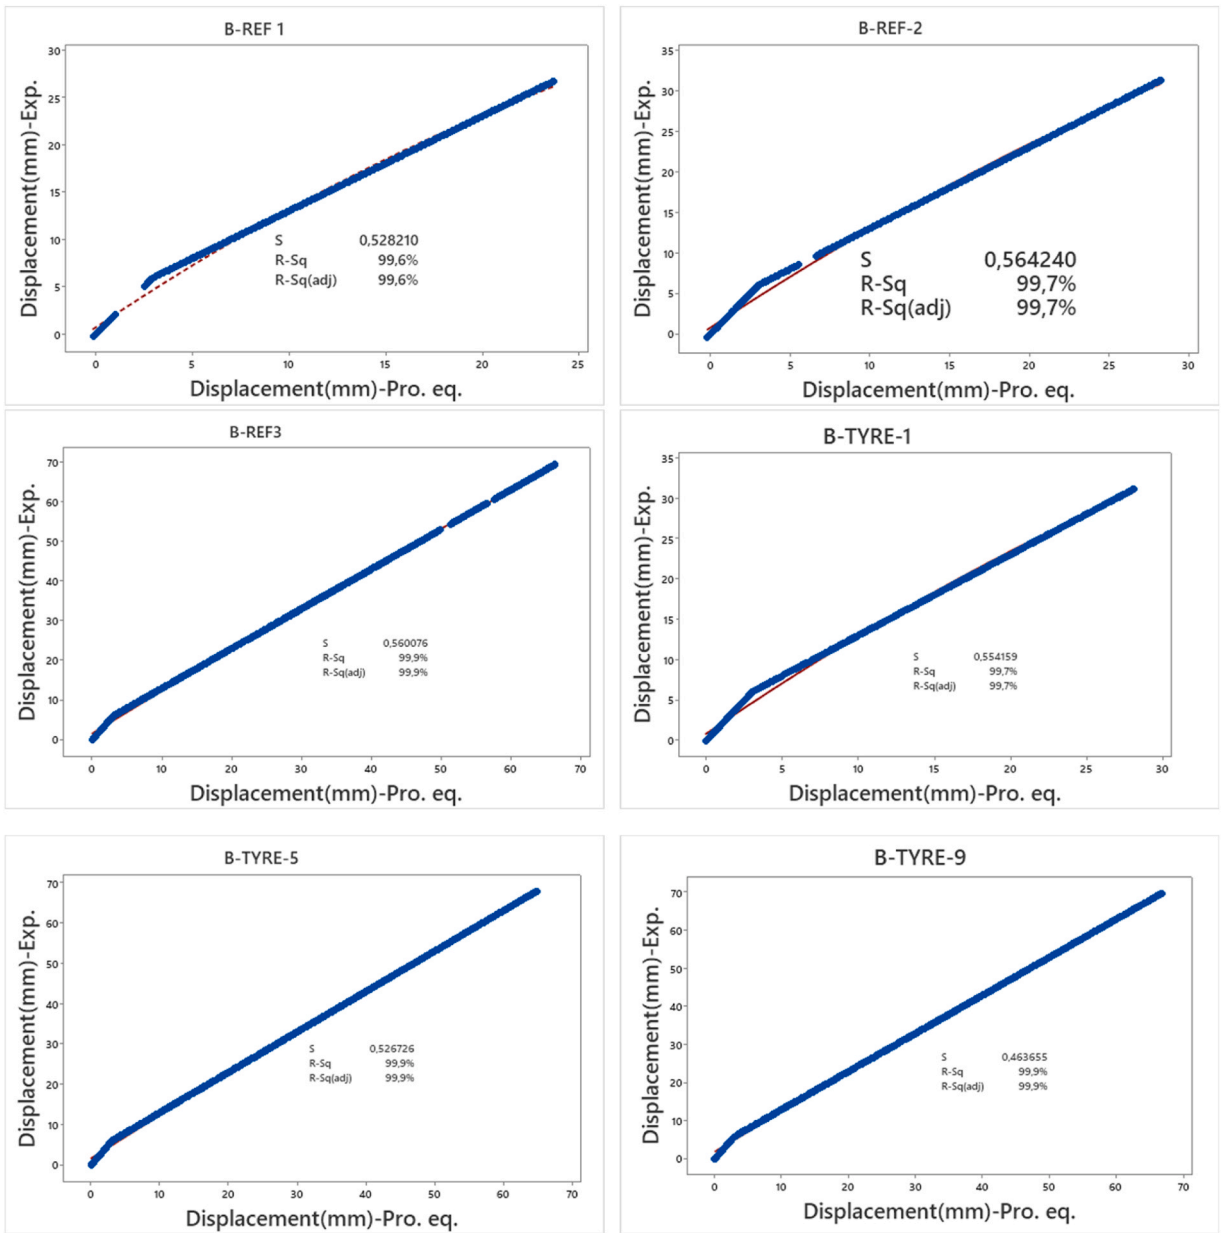 B-REF 1
Displacement(mm)-Exp.
30
25
20
15
10
5
0
S 0,528210
R-Sq 99,6%
R-Sq(adj) 99,6%
0 5 10 15 20 25
Displacement(mm)-Pro. eq.
B-REF-2
Displacement(mm)-Exp.
35
30
25
20
15
10
5
0
S 0,564240
R-Sq 99,7%
R-Sq(adj) 99,7%
0 5 10 15 20 25 30
Displacement(mm)-Pro. eq.
B-REF3
Displacement(mm)-Exp.
70
60
50
40
30
20
10
0
S 0,560076
R-Sq 99,9%
R-Sq(adj) 99,9%
0 10 20 30 40 50 60 70
Displacement(mm)-Pro. eq.
B-TYRE-1
Displacement(mm)-Exp.
35
30
25
20
15
10
5
0
S 0,554159
R-Sq 99,7%
R-Sq(adj) 99,7%
0 5 10 15 20 25 30
Displacement(mm)-Pro. eq.
B-TYRE-5
Displacement(mm)-Exp.
70
60
50
40
30
20
10
0
S 0,526726
R-Sq 99,9%
R-Sq(adj) 99,9%
0 10 20 30 40 50 60 70
Displacement(mm)-Pro. eq.
B-TYRE-9
Displacement(mm)-Exp.
70
60
50
40
30
20
10
0
S 0,463655
R-Sq 99,9%
R-Sq(adj) 99,9%
0 10 20 30 40 50 60 70
Displacement(mm)-Pro. eq.